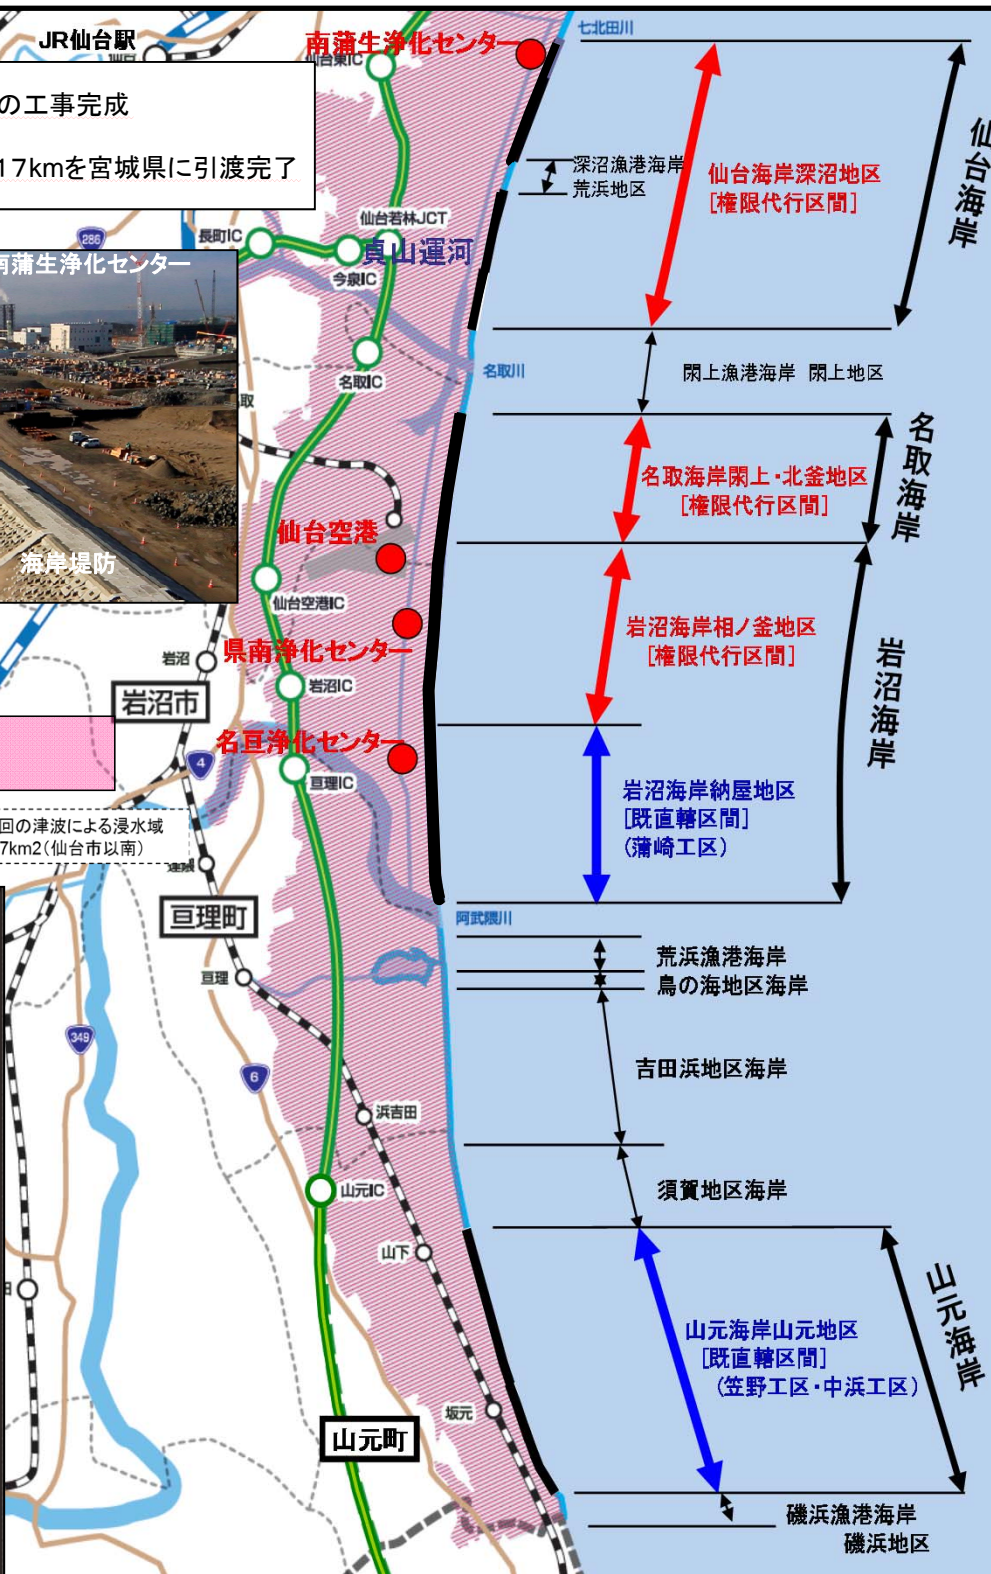 JR仙台駅
南蒲生浄化センター
七北田川
仙台東IC
の工事完成
17kmを宮城県に引渡完了
深沼漁港海岸
荒浜地区
仙台海岸深沼地区
[権限代行区間]
仙台海岸
仙台若林JCT
長町IC
286
貞山運河
今泉IC
南蒲生浄化センター
海岸堤防
名取IC
名取川
閖上漁港海岸 閖上地区
取
名取海岸
名取海岸閖上・北釜地区
[権限代行区間]
仙台空港
仙台空港IC
岩沼海岸相ノ釜地区
[権限代行区間]
県南浄化センター
岩沼
岩沼IC
岩沼市
岩沼海岸
名亘浄化センター
4
亘理IC
岩沼海岸納屋地区
[既直轄区間]
(蒲崎工区)
回の津波による浸水域
7km2(仙台市以南)
逢隈
亘理町
阿武隈川
荒浜漁港海岸
鳥の海地区海岸
亘理
349
6
吉田浜地区海岸
浜吉田
山元IC
須賀地区海岸
山下
山元海岸
山元海岸山元地区
[既直轄区間]
(笠野工区・中浜工区)
坂元
山元町
磯浜漁港海岸
磯浜地区